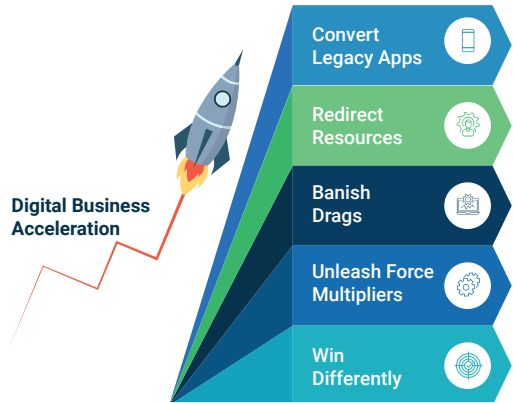 Convert
Legacy Apps
Redirect
Resources
Banish
Drags
Digital Business
Acceleration
Unleash Force
Multipliers
Win
Differently